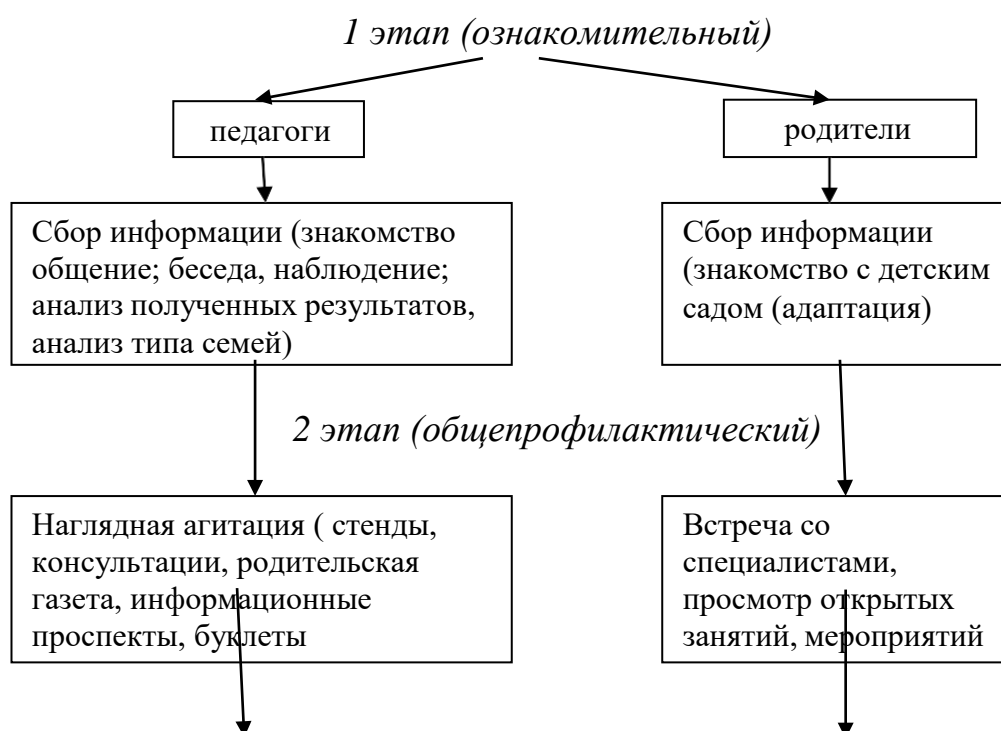 1 этап (ознакомительный)
педагоги
родители
Сбор информации (знакомство
общение; беседа, наблюдение;
анализ полученных результатов,
анализ типа семей)
Сбор информации
(знакомство с детским
садом (адаптация)
2 этап (общепрофилактический)
Наглядная агитация ( стенды,
консультации, родительская
газета, информационные
проспекты, буклеты
Встреча со
специалистами,
просмотр открытых
занятий, мероприятий